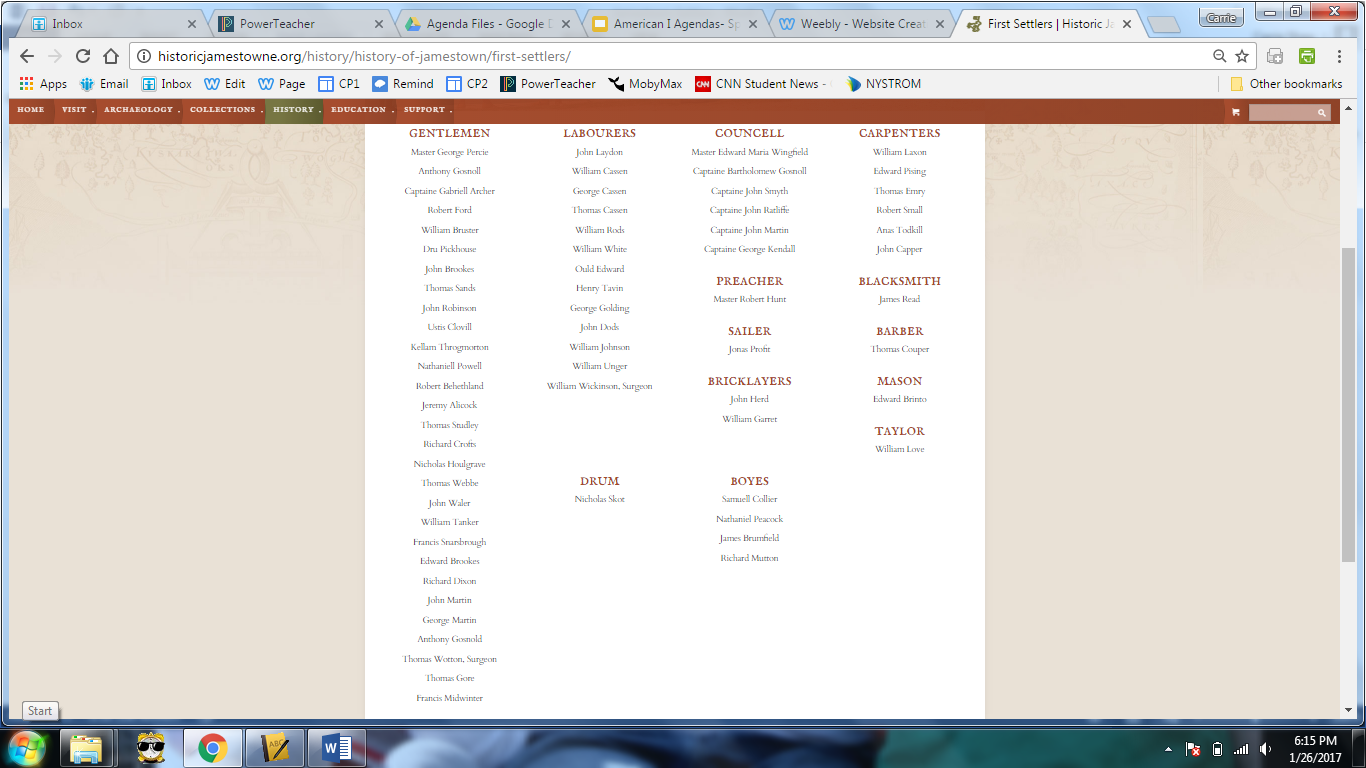 Inbox
PowerTeacher
Agenda Files - Google D
American I Agendas- Sp
Weebly - Website Creat
First Settlers | Historic Ja
Carrie
historicjamestowne.org/history/history-of-jamestown/first-settlers/
Apps
Email
Inbox
Edit
Page
CP1
Remind
CP2
PowerTeacher
MobyMax
CNN Student News -
NYSTROM
Other bookmarks
HOME
VISIT
ARCHAEOLOGY
COLLECTIONS
HISTORY
EDUCATION
SUPPORT
GENTLEMEN
Master George Percie
Anthony Gosnoll
Captaine Gabriell Archer
Robert Ford
William Bruster
Dru Pickhouse
John Brookes
Thomas Sands
John Robinson
Ustis Clovill
Kellam Throgmorton
Nathaniell Powell
Robert Behethland
Jeremy Alicock
Thomas Studley
Richard Crofts
Nicholas Houlgrave
Thomas Webbe
John Waler
William Tanker
Francis Snarsbrough
Edward Brookes
Richard Dixon
John Martin
George Martin
Anthony Gosnold
Thomas Wotton, Surgeon
Thomas Gore
Francis Midwinter
LABOURERS
John Laydon
William Cassen
George Cassen
Thomas Cassen
William Rods
William White
Ould Edward
Henry Tavin
George Golding
John Dods
William Johnson
William Unger
William Wickinson, Surgeon
DRUM
Nicholas Skot
COUNCELL
Master Edward Maria Wingfield
Captaine Bartholomew Gosnoll
Captaine John Smyth
Captaine John Ratliffe
Captaine John Martin
Captaine George Kendall
PREACHER
Master Robert Hunt
SAILER
Jonas Profit
BRICKLAYERS
John Herd
William Garret
BOYES
Samuell Collier
Nathaniel Peacock
James Brumfield
Richard Mutton
CARPENTERS
William Laxon
Edward Pising
Thomas Emry
Robert Small
Anas Todkill
John Capper
BLACKSMITH
James Read
BARBER
Thomas Couper
MASON
Edward Brinto
TAYLOR
William Love
Start
ABC
6:15 PM
1/26/2017